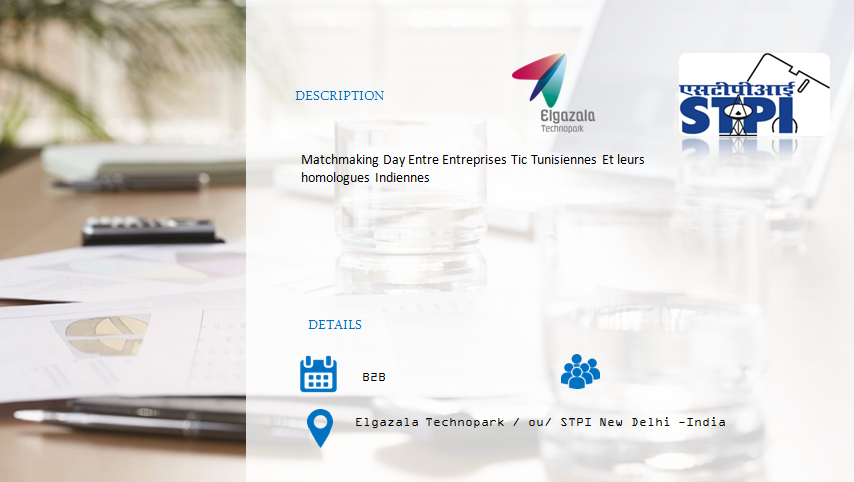 DESCRIPTION
Elgazala
Technopark
एसटीपीआई
STPI
Matchmaking Day Entre Entreprises Tic Tunisiennes Et leurs
homologues Indiennes
DETAILS
B2B
Elgazala Technopark / ou/ STPI New Delhi -India